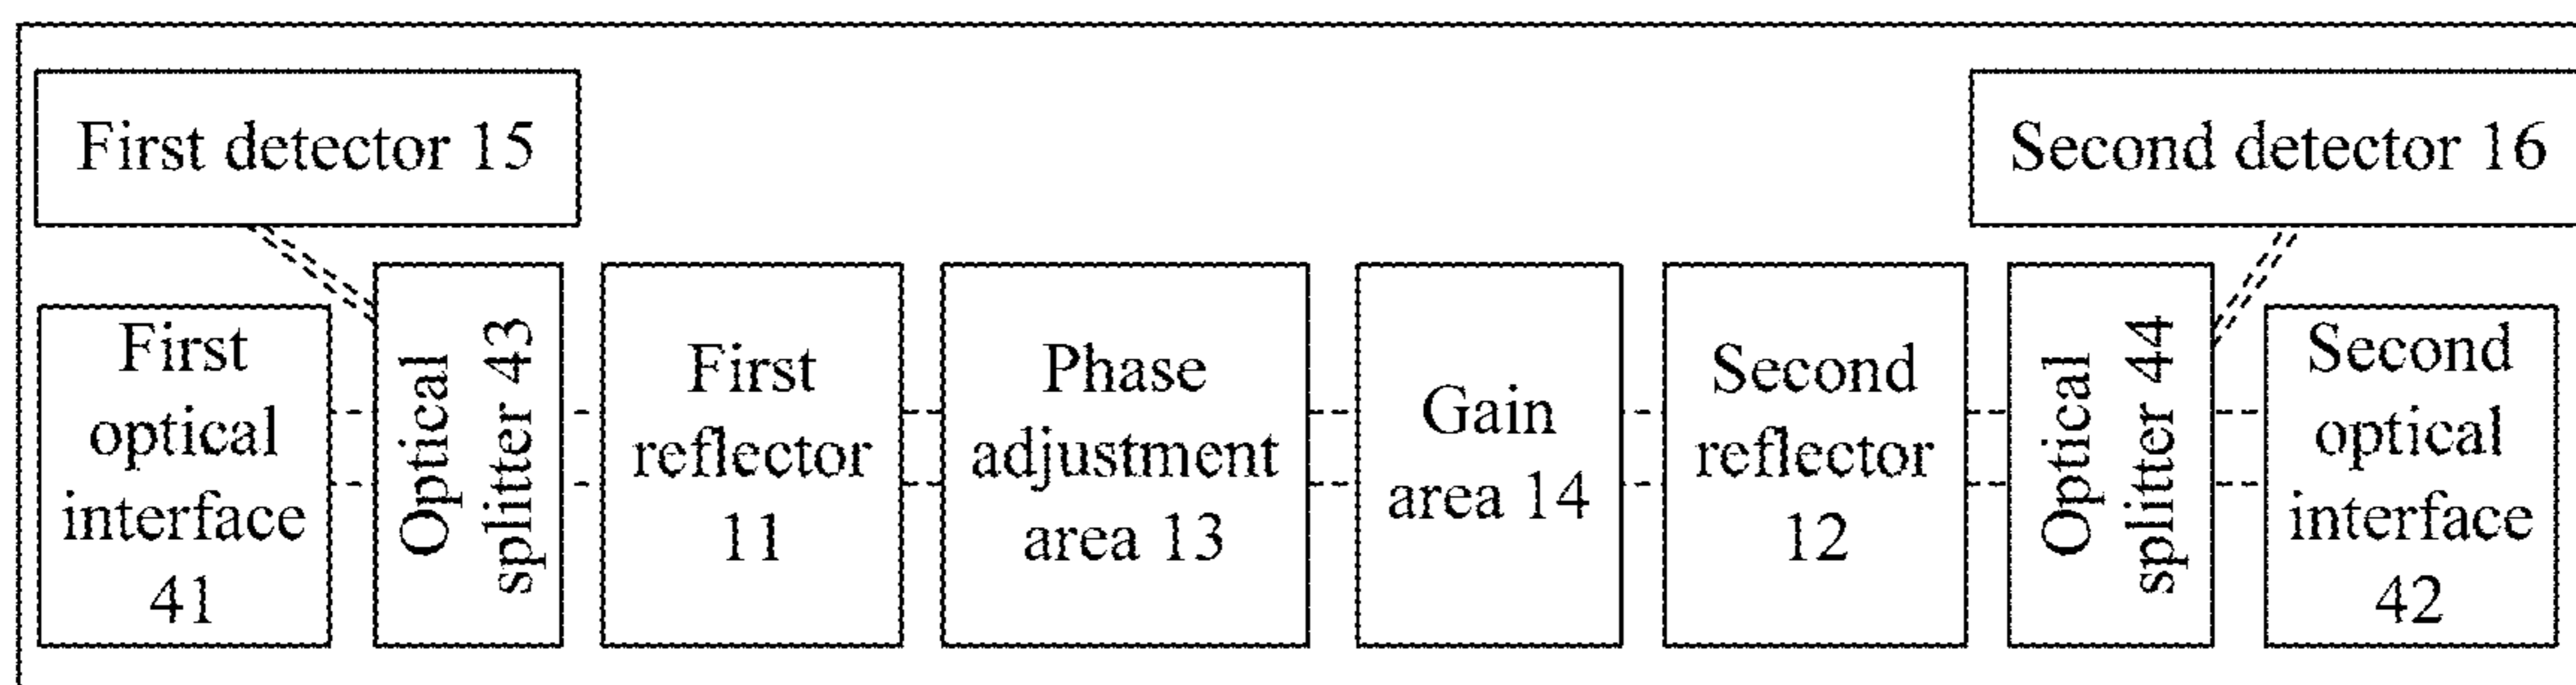 First detector 15
Second detector 16
First
optical
interface
41
Optical
splitter 43
First
reflector
11
Phase
adjustment
area 13
Gain
area 14
Second
reflector
12
Optical
splitter 44
Second
optical
interface
42